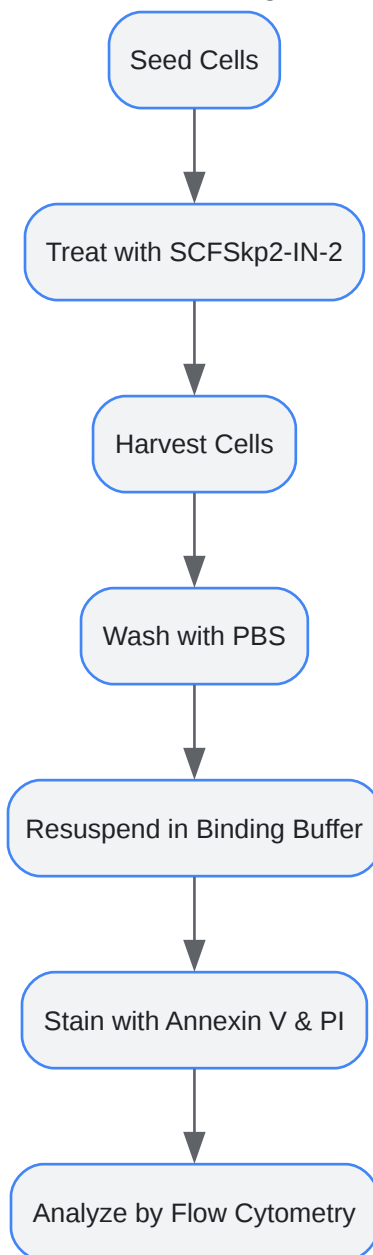 Seed Cells
Treat with SCFSkp2-IN-2
Harvest Cells
Wash with PBS
Resuspend in Binding Buffer
Stain with Annexin V & PI
Analyze by Flow Cytometry